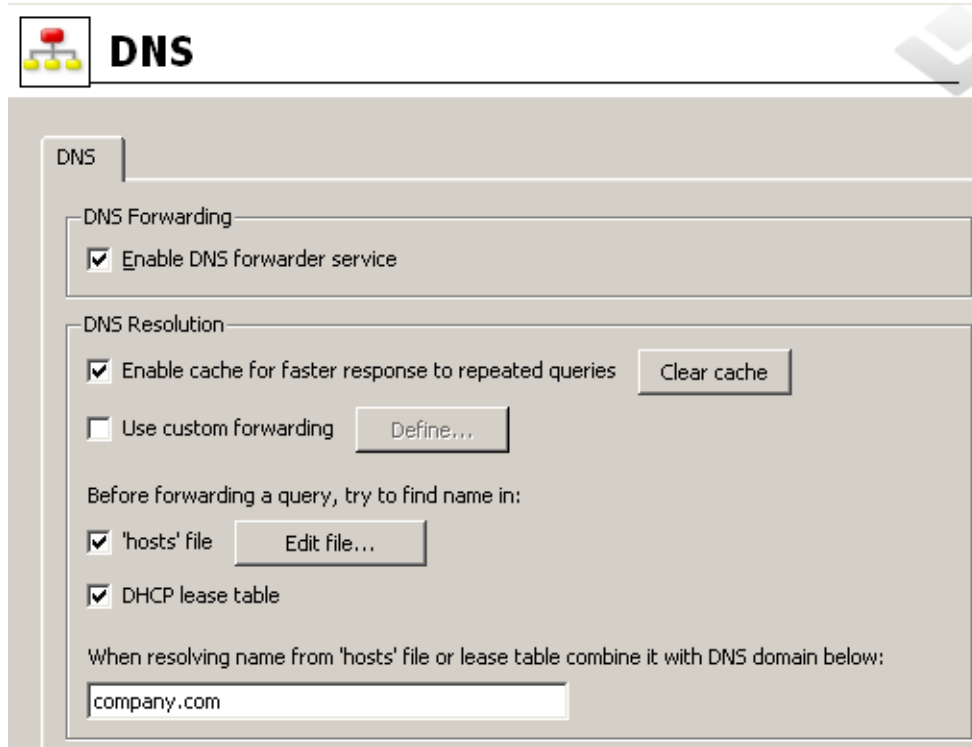 DNS
DNS
DNS Forwarding
Enable DNS forwarder service
DNS Resolution
Enable cache for faster response to repeated queries Clear cache
Use custom forwarding Define...
Before forwarding a query, try to find name in:
'hosts' file Edit file...
DHCP lease table
When resolving name from 'hosts' file or lease table combine it with DNS domain below:
company.com